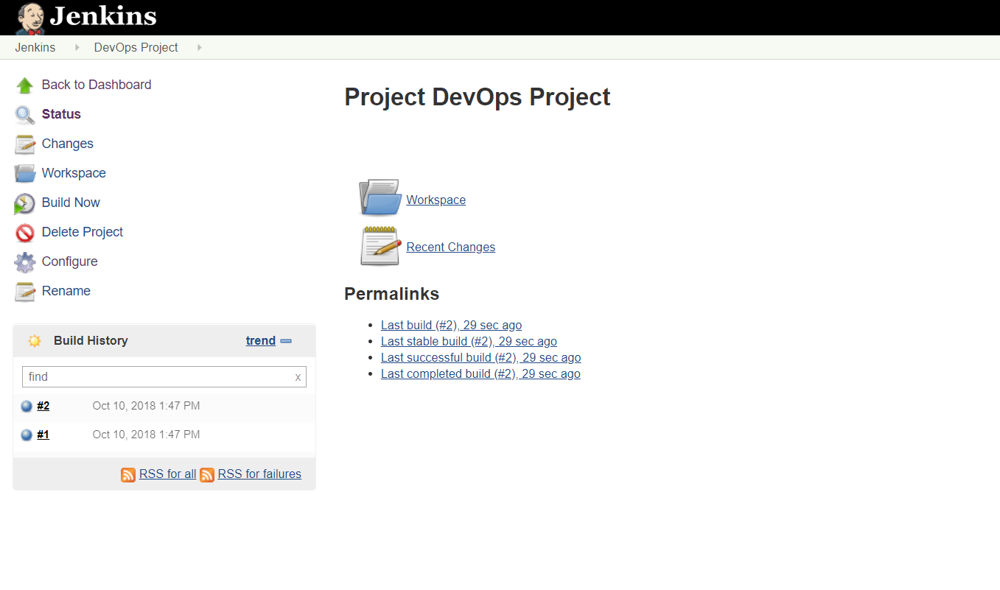 Jenkins
Jenkins DevOps Project
Back to Dashboard
Status
Changes
Workspace
Build Now
Delete Project
Configure
Rename
Build History trend
find x
#2 Oct 10, 2018 1:47 PM
#1 Oct 10, 2018 1:47 PM
RSS for all RSS for failures
Project DevOps Project
Workspace
Recent Changes
Permalinks
Last build (#2), 29 sec ago
Last stable build (#2), 29 sec ago
Last successful build (#2), 29 sec ago
Last completed build (#2), 29 sec ago